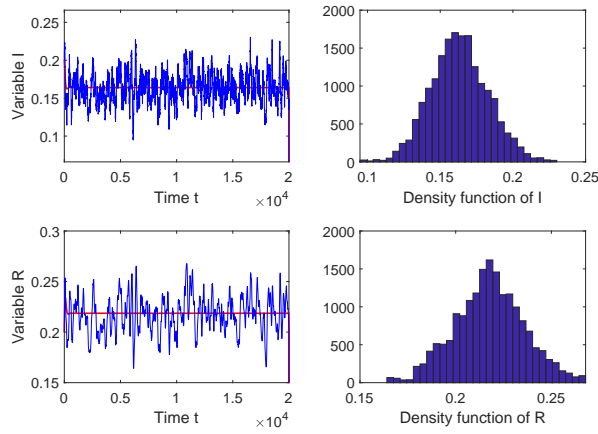 0.25
0.2
0.15
0.1
Variable I
0 0.5 1 1.5 2
Time t
×10^4
2000
1500
1000
500
0
0.1 0.15 0.2 0.25
Density function of I
0.3
0.25
0.2
0.15
Variable R
0 0.5 1 1.5 2
Time t
×10^4
2000
1500
1000
500
0
0.15 0.2 0.25
Density function of R